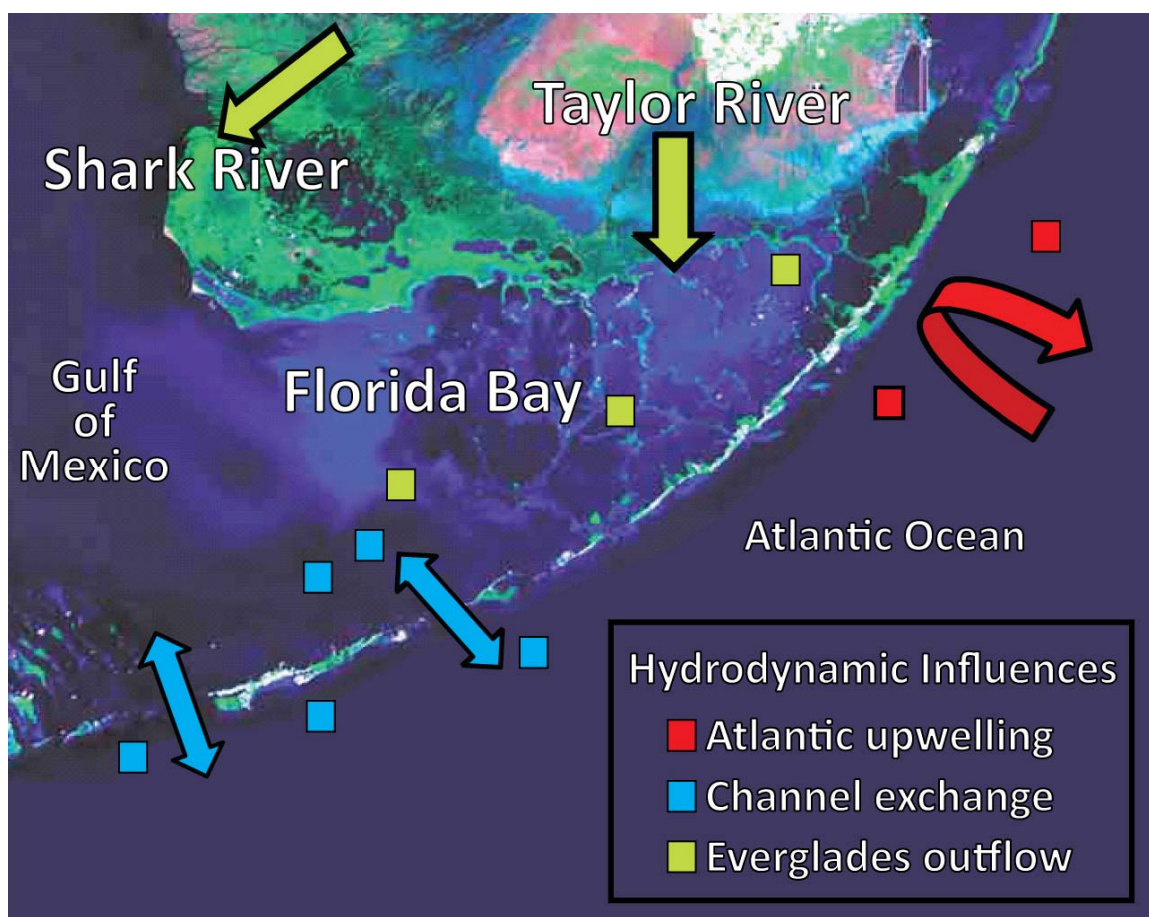 Taylor River
Shark River
Gulf
of
Mexico
Florida Bay
Atlantic Ocean
Hydrodynamic Influences
Atlantic upwelling
Channel exchange
Everglades outflow